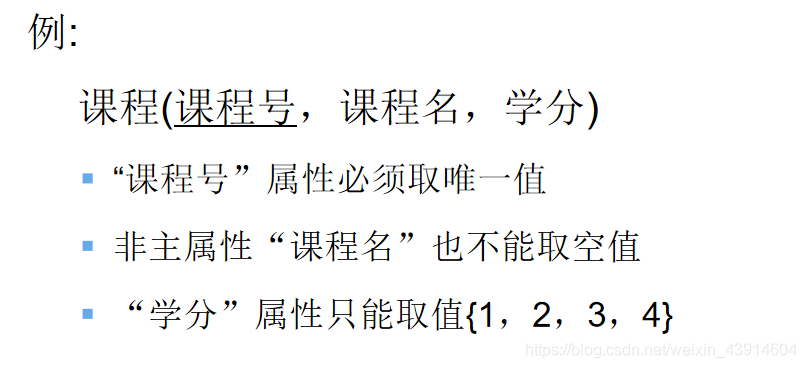 例:
课程(课程号，课程名，学分)
“课程号”属性必须取唯一值
非主属性“课程名”也不能取空值
“学分”属性只能取值{1，2，3，4}
https://blog.csdn.net/weixin_43914604